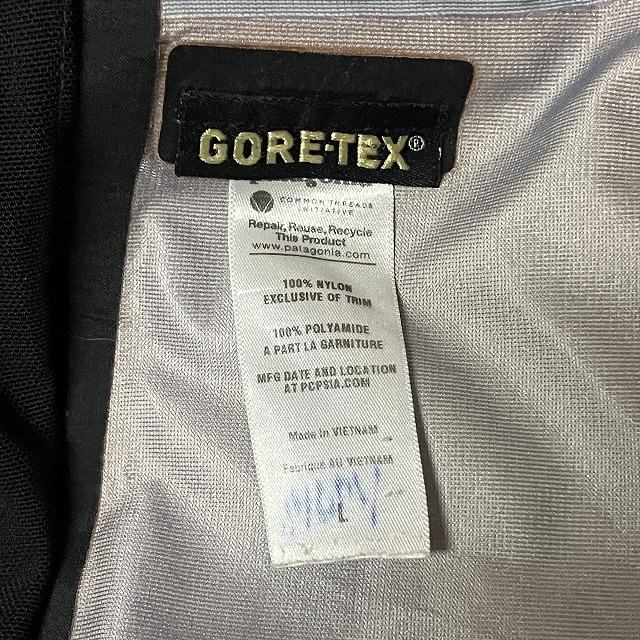 GORE-TEX®
COMMON THREADS
INITIATIVE
Repair, Reuse, Recycle
This Product
www.patagonia.com
100% NYLON
EXCLUSIVE OF TRIM
100% POLYAMIDE
A PART LA GARNITURE
MFG DATE AND LOCATION
AT PCPSIA.COM
Made in VIETNAM
Fabriqué AU VIETNAM
L